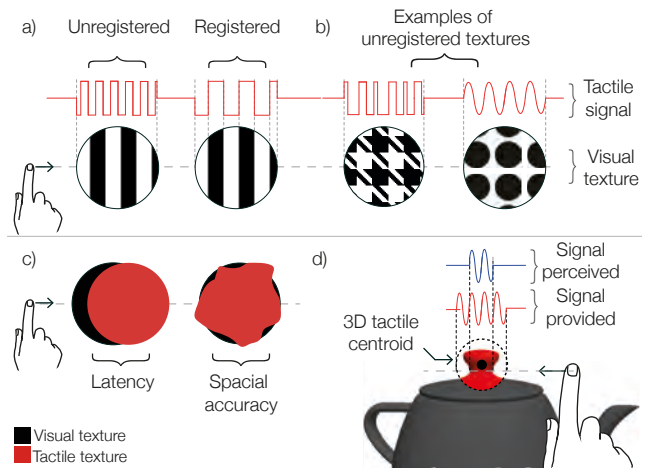 a)
Unregistered
Registered
b)
Examples of
unregistered textures
Tactile
signal
Visual
texture
c)
Latency
Spacial
accuracy
Visual texture
Tactile texture
d)
Signal
perceived
Signal
provided
3D tactile
centroid